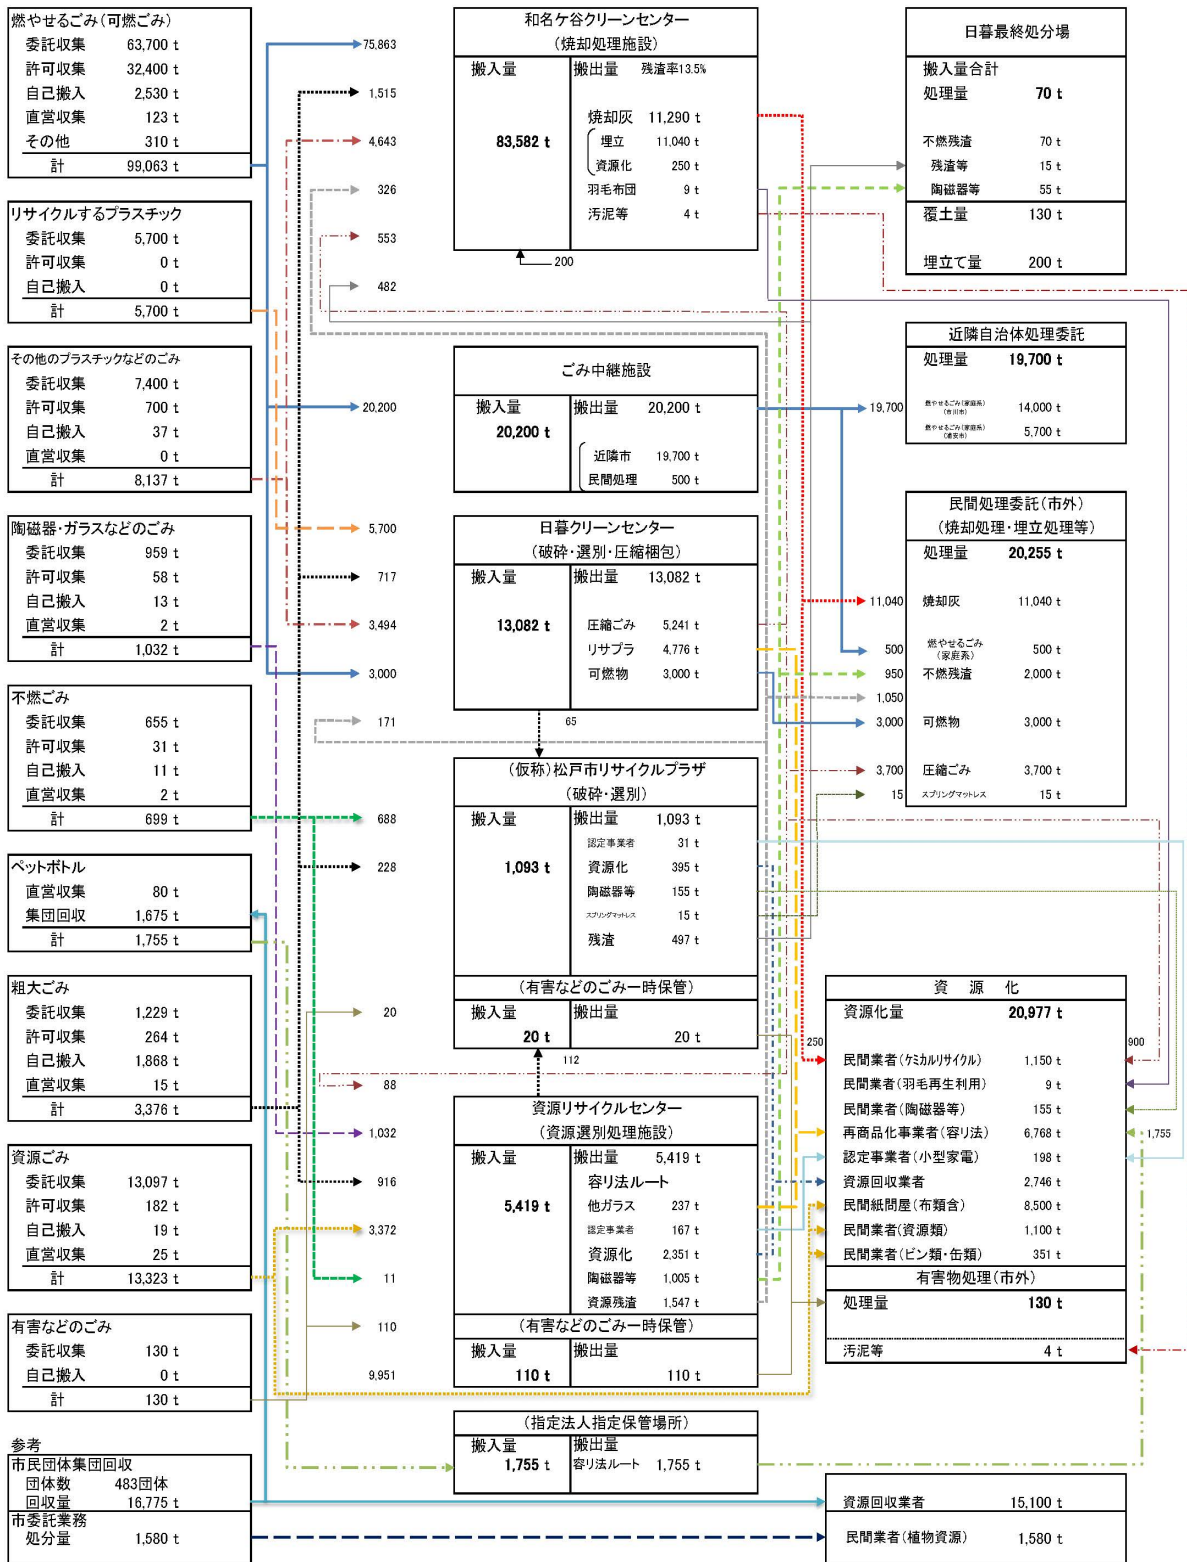 燃やせるごみ(可燃ごみ)
委託収集 63,700 t
許可収集 32,400 t
自己搬入 2,530 t
直営収集 123 t
その他 310 t
計 99,063 t
リサイクルするプラスチック
委託収集 5,700 t
許可収集 0 t
自己搬入 0 t
計 5,700 t
その他のプラスチックなどのごみ
委託収集 7,400 t
許可収集 700 t
自己搬入 37 t
直営収集 0 t
計 8,137 t
陶磁器・ガラスなどのごみ
委託収集 959 t
許可収集 58 t
自己搬入 13 t
直営収集 2 t
計 1,032 t
不燃ごみ
委託収集 655 t
許可収集 31 t
自己搬入 11 t
直営収集 2 t
計 699 t
ペットボトル
直営収集 80 t
集団回収 1,675 t
計 1,755 t
粗大ごみ
委託収集 1,229 t
許可収集 264 t
自己搬入 1,868 t
直営収集 15 t
計 3,376 t
資源ごみ
委託収集 13,097 t
許可収集 182 t
自己搬入 19 t
直営収集 25 t
計 13,323 t
有害などのごみ
委託収集 130 t
自己搬入 0 t
計 130 t
参考
市民団体集団回収
団体数 483団体
回収量 16,775 t
市委託業務
処分量 1,580 t
75,863
1,515
4,643
326
553
482
20,200
5,700
717
3,494
3,000
171
688
228
20
88
1,032
916
3,372
11
110
9,951
和名ケ谷クリーンセンター
(焼却処理施設)
搬入量 搬出量 残渣率13.5%
焼却灰 11,290 t
83,582 t 埋立 11,040 t
資源化 250 t
羽毛布団 9 t
汚泥等 4 t
200
ごみ中継施設
搬入量 搬出量 20,200 t
20,200 t
近隣市 19,700 t
民間処理 500 t
日暮クリーンセンター
(破砕・選別・圧縮梱包)
搬入量 搬出量 13,082 t
13,082 t 圧縮ごみ 5,241 t
リサプラ 4,776 t
可燃物 3,000 t
65
(仮称)松戸市リサイクルプラザ
(破砕・選別)
搬入量 搬出量 1,093 t
認定事業者 31 t
1,093 t 資源化 395 t
陶磁器等 155 t
スプリングマットレス 15 t
残渣 497 t
(有害などのごみ一時保管)
搬入量 搬出量
20 t 20 t
112
資源リサイクルセンター
(資源選別処理施設)
搬入量 搬出量 5,419 t
容リ法ルート
5,419 t 他ガラス 237 t
認定事業者 167 t
資源化 2,351 t
陶磁器等 1,005 t
資源残渣 1,547 t
(有害などのごみ一時保管)
搬入量 搬出量
110 t 110 t
(指定法人指定保管場所)
搬入量 搬出量
1,755 t 容リ法ルート 1,755 t
日暮最終処分場
搬入量合計
処理量 70 t
不燃残渣 70 t
残渣等 15 t
陶磁器等 55 t
覆土量 130 t
埋立て量 200 t
近隣自治体処理委託
処理量 19,700 t
19,700 燃やせるごみ(家庭系)
(市川市) 14,000 t
燃やせるごみ(家庭系)
(浦安市) 5,700 t
民間処理委託(市外)
(焼却処理・埋立処理等)
処理量 20,255 t
11,040 焼却灰 11,040 t
500 燃やせるごみ
(家庭系) 500 t
950 不燃残渣 2,000 t
1,050
3,000 可燃物 3,000 t
3,700 圧縮ごみ 3,700 t
15 スプリングマットレス 15 t
資源化
資源化量 20,977 t
250 900
民間業者(ケミカルリサイクル) 1,150 t
民間業者(羽毛再生利用) 9 t
民間業者(陶磁器等) 155 t
再商品化事業者(容リ法) 6,768 t 1,755
認定事業者(小型家電) 198 t
資源回収業者 2,746 t
民間紙問屋(布類含) 8,500 t
民間業者(資源類) 1,100 t
民間業者(ビン類・缶類) 351 t
有害物処理(市外)
処理量 130 t
汚泥等 4 t
資源回収業者 15,100 t
民間業者(植物資源) 1,580 t